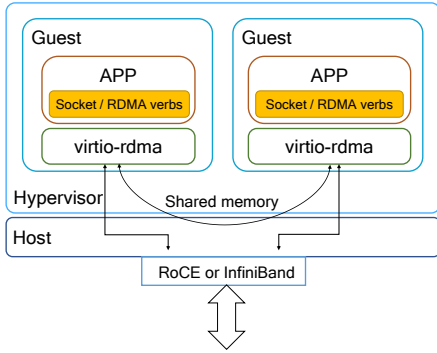 Guest
Guest
APP
APP
Socket / RDMA verbs
Socket / RDMA verbs
virtio-rdma
virtio-rdma
Shared memory
Hypervisor
Host
RoCE or InfiniBand